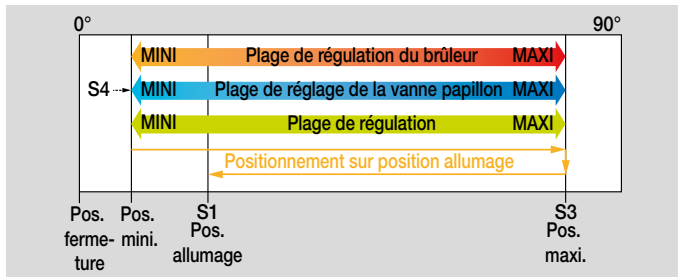 0° 90°
MINI Plage de régulation du brûleur MAXI
S4 MINI Plage de réglage de la vanne papillon MAXI
MINI Plage de régulation MAXI
Positionnement sur position allumage
Pos. ferme- ture
Pos. mini.
S1 Pos. allumage
S3 Pos. maxi.